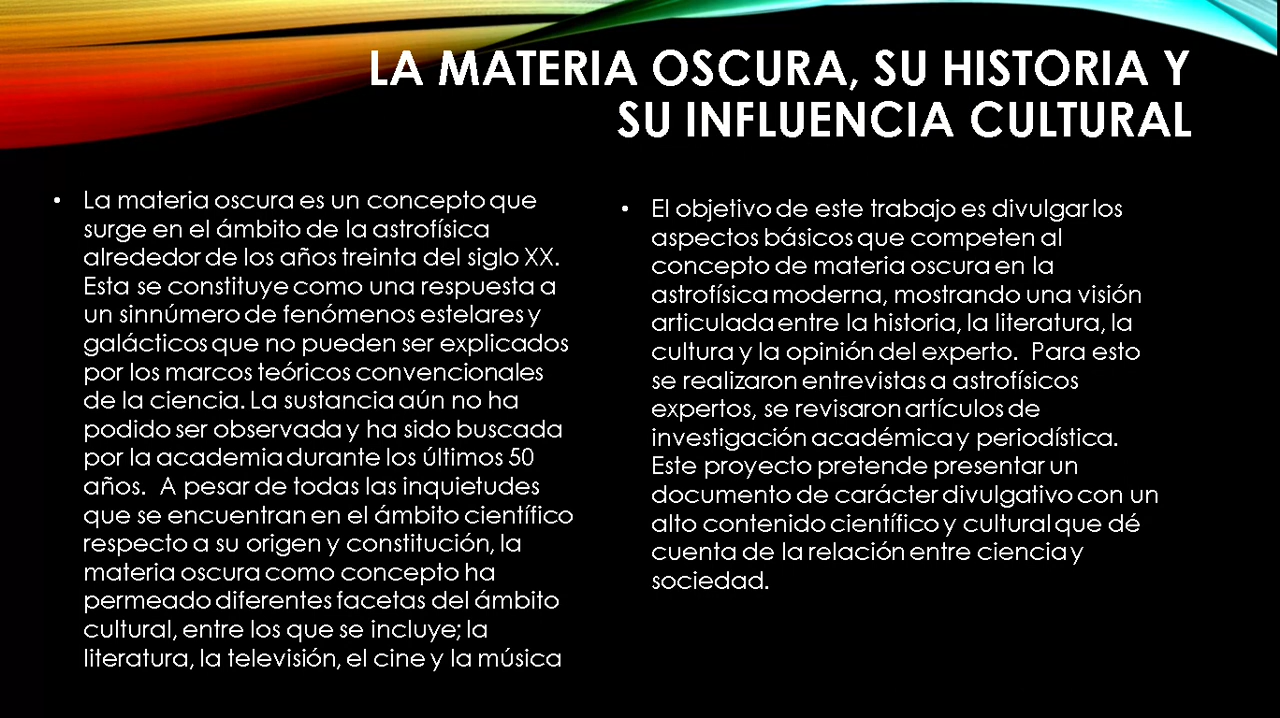 LA MATERIA OSCURA, SU HISTORIA Y
SU INFLUENCIA CULTURAL
• La materia oscura es un concepto que
surge en el ámbito de la astrofísica
alrededor de los años treinta del siglo XX.
Esta se constituye como una respuesta a
un sinnúmero de fenómenos estelares y
galácticos que no pueden ser explicados
por los marcos teóricos convencionales
de la ciencia. La sustancia aún no ha
podido ser observada y ha sido buscada
por la academia durante los últimos 50
años.  A pesar de todas las inquietudes
que se encuentran en el ámbito científico
respecto a su origen y constitución, la
materia oscura como concepto ha
permeado diferentes facetas del ámbito
cultural, entre los que se incluye; la
literatura, la televisión, el cine y la música
• El objetivo de este trabajo es divulgar los
aspectos básicos que competen al
concepto de materia oscura en la
astrofísica moderna, mostrando una visión
articulada entre la historia, la literatura, la
cultura y la opinión del experto.  Para esto
se realizaron entrevistas a astrofísicos
expertos, se revisaron artículos de
investigación académica y periodística.
Este proyecto pretende presentar un
documento de carácter divulgativo con un
alto contenido científico y cultural que dé
cuenta de la relación entre ciencia y
sociedad.